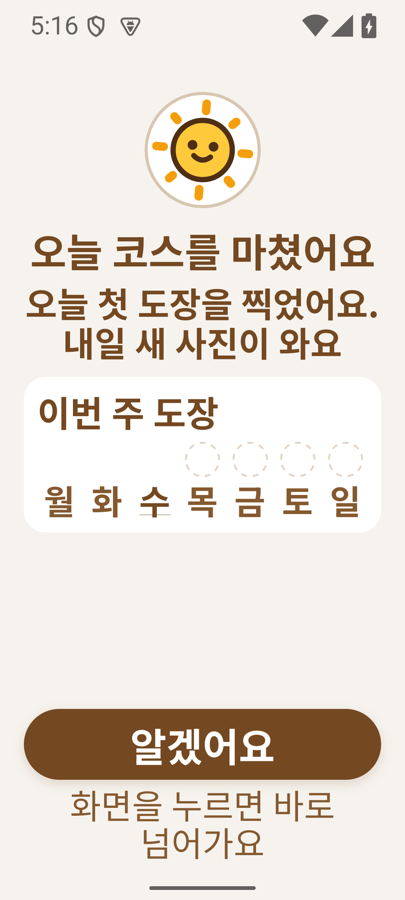 5:16
오늘 코스를 마쳤어요
오늘 첫 도장을 찍었어요.
내일 새 사진이 와요
이번 주 도장
월 화 수 목 금 토 일
알겠어요
화면을 누르면 바로
넘어가요